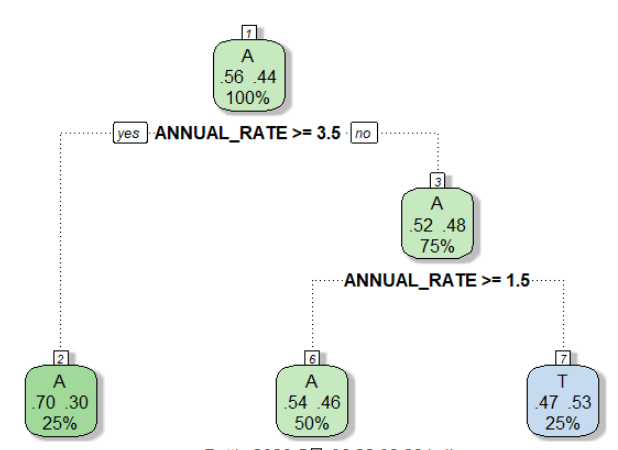 1
A
.56 .44
100%
yes ANNUAL_RATE >= 3.5 no
3
A
.52 .48
75%
ANNUAL_RATE >= 1.5
2
A
.70 .30
25%
6
A
.54 .46
50%
7
T
.47 .53
25%